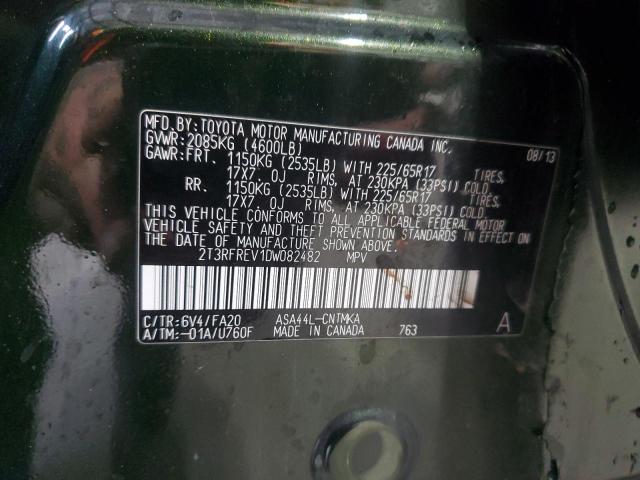 MFD.BY:TOYOTA MOTOR MANUFACTURING CANADA INC. 08/13
GVWR:2085KG (4600LB)
GAWR:FRT. 1150KG (2535LB) WITH 225/65R17 TIRES,
17X7.0J RIMS, AT 230KPA (33PSI) COLD
RR. 1150KG (2535LB) WITH 225/65R17 TIRES,
17X7.0J RIMS, AT 230KPA (33PSI) COLD.
THIS VEHICLE CONFORMS TO ALL APPLICABLE FEDERAL MOTOR
VEHICLE SAFETY AND THEFT PREVENTION STANDARDS IN EFFECT ON
THE DATE OF MANUFACTURE SHOWN ABOVE.
2T3RFREV1DW082482 MPV
C/TR:6V4/FA20 ASA44L-CNTMKA
A/TM:-01A/U760F MADE IN CANADA 763 A